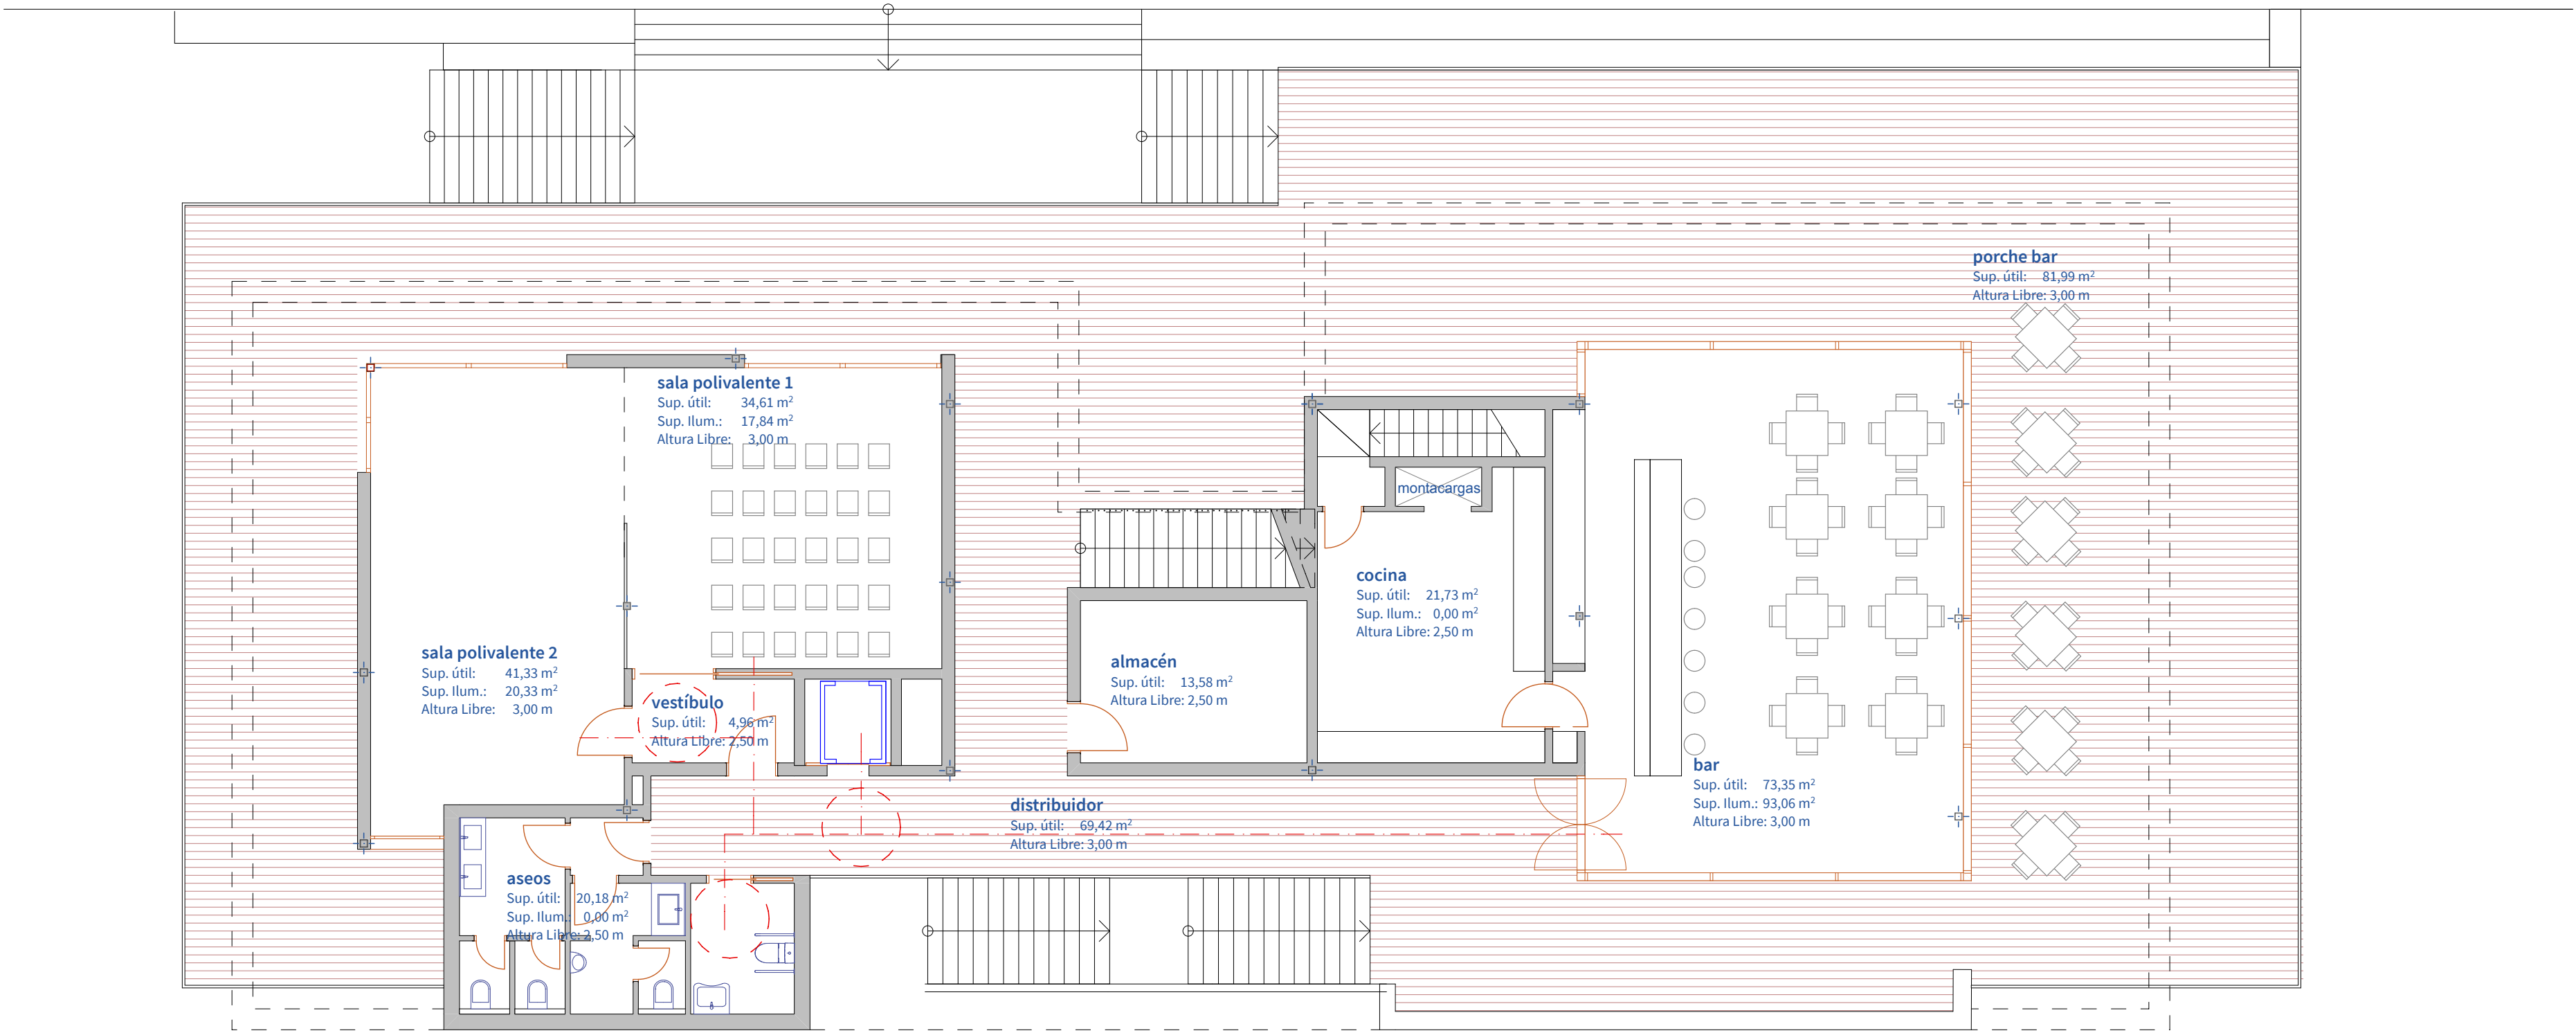 porche bar
Sup. útil: 81,99 m²
Altura Libre: 3,00 m
sala polivalente 1
Sup. útil: 34,61 m²
Sup. Ilum.: 17,84 m²
Altura Libre: 3,00 m
montacargas
cocina
Sup. útil: 21,73 m²
Sup. Ilum.: 0,00 m²
Altura Libre: 2,50 m
sala polivalente 2
Sup. útil: 41,33 m²
Sup. Ilum.: 20,33 m²
Altura Libre: 3,00 m
almacén
Sup. útil: 13,58 m²
Altura Libre: 2,50 m
vestíbulo
Sup. útil: 4,96 m²
Altura Libre: 2,50 m
bar
Sup. útil: 73,35 m²
Sup. Ilum.: 93,06 m²
Altura Libre: 3,00 m
distribuidor
Sup. útil: 69,42 m²
Altura Libre: 3,00 m
aseos
Sup. útil: 20,18 m²
Sup. Ilum.: 0,00 m²
Altura Libre: 2,50 m